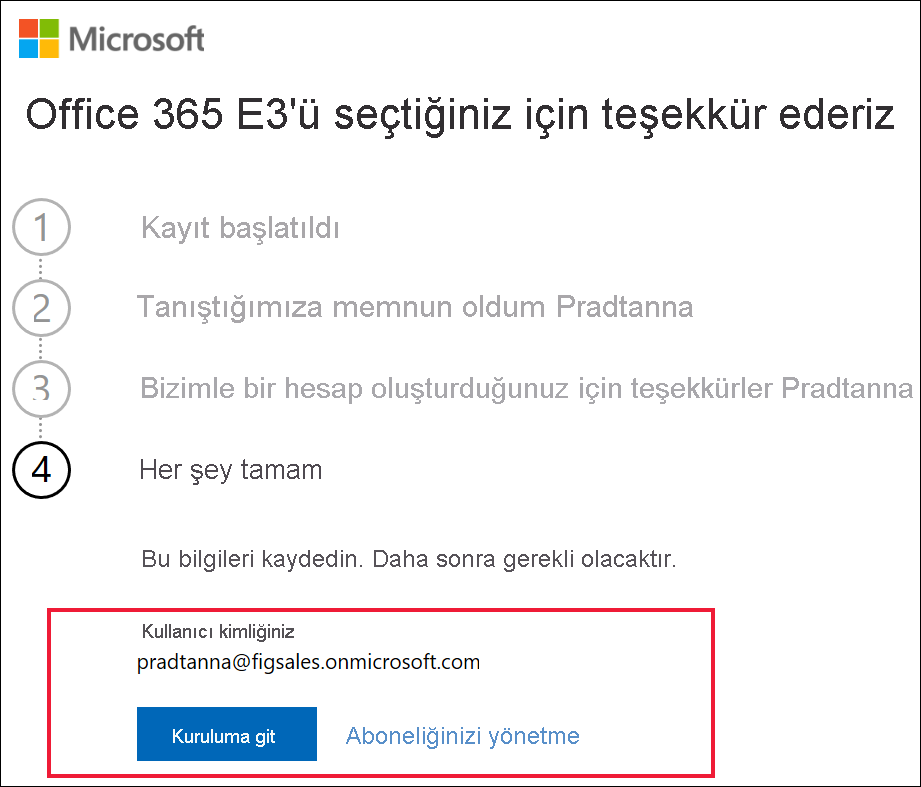 Microsoft
Office 365 E3'ü seçtiğiniz için teşekkür ederiz
1 Kayıt başlatıldı
2 Tanıştığımıza memnun oldum Pradtanna
3 Bizimle bir hesap oluşturduğunuz için teşekkürler Pradtanna
4 Her şey tamam
Bu bilgileri kaydedin. Daha sonra gerekli olacaktır.
Kullanıcı kimliğiniz
pradtanna@figsales.onmicrosoft.com
Kuruluma git Aboneliğinizi yönetme